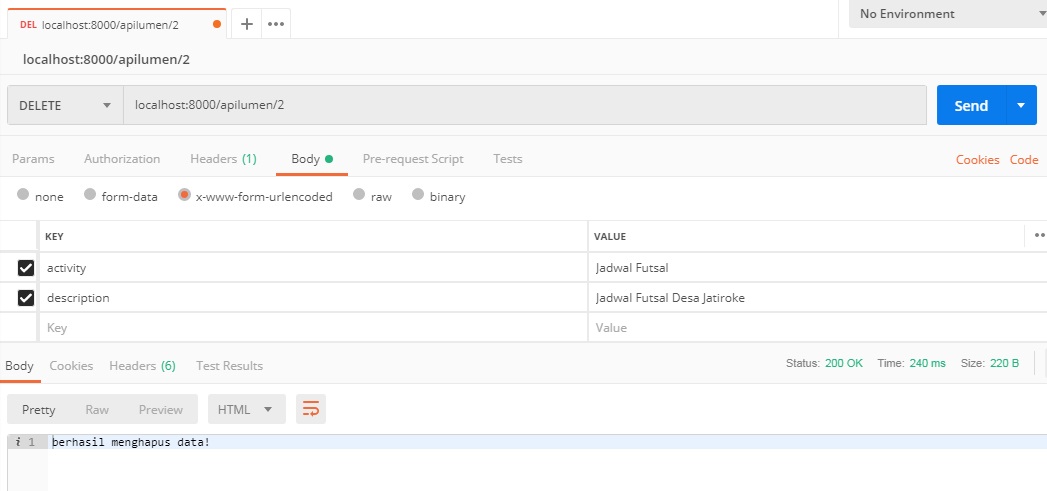 DEL localhost:8000/apilumen/2
No Environment
localhost:8000/apilumen/2
DELETE localhost:8000/apilumen/2 Send
Params Authorization Headers (1) Body Pre-request Script Tests Cookies Code
none form-data x-www-form-urlencoded raw binary
KEY VALUE
activity Jadwal Futsal
description Jadwal Futsal Desa Jatiroke
Key Value
Body Cookies Headers (6) Test Results Status: 200 OK Time: 240 ms Size: 220 B
Pretty Raw Preview HTML
i 1 berhasil menghapus data!